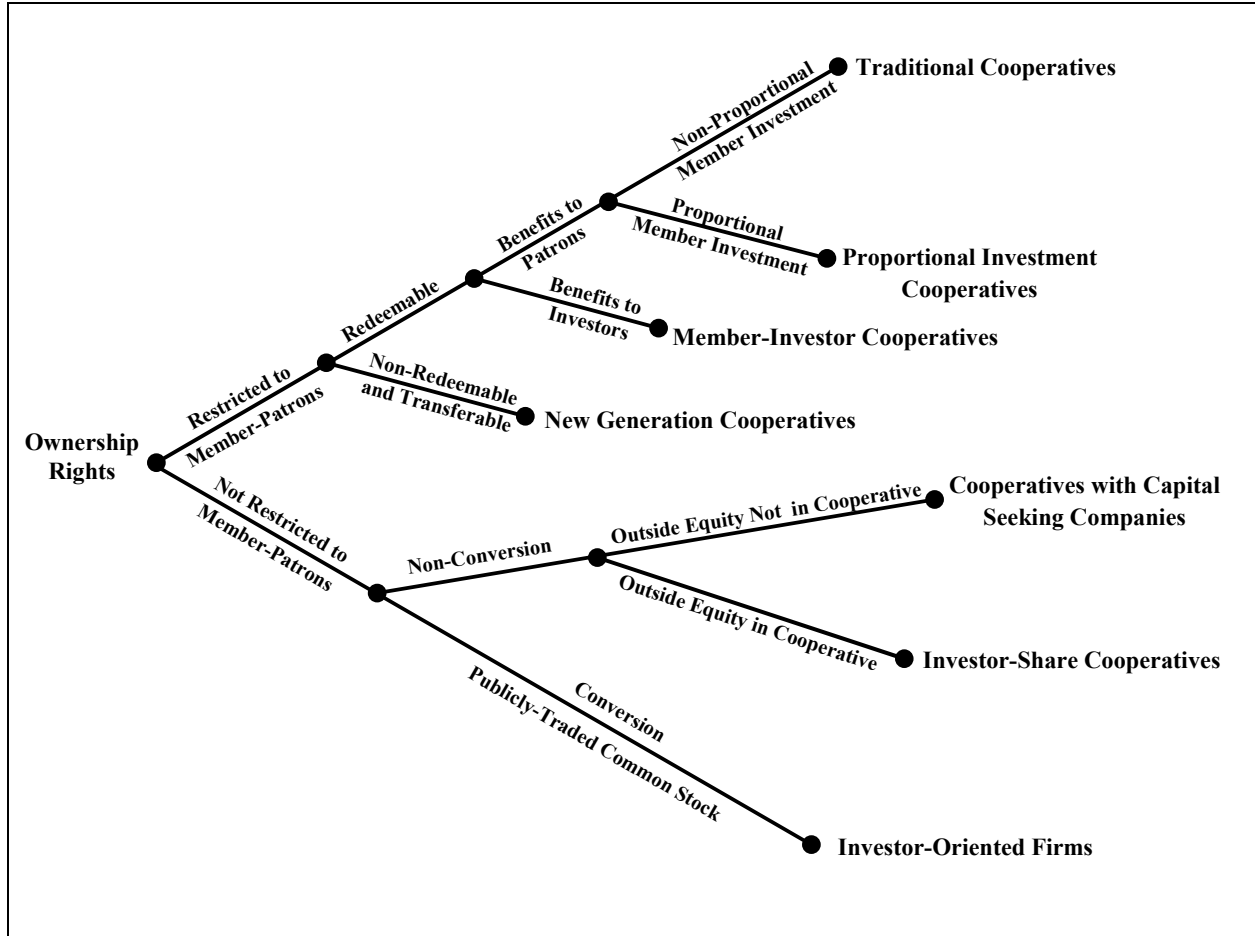 Non-Proportional
Member Investment
Traditional Cooperatives
Benefits to
Patrons
Proportional
Member Investment
Proportional Investment
Cooperatives
Redeemable
Benefits to
Investors
Member-Investor Cooperatives
Restricted to
Member-Patrons
Non-Redeemable
and Transferable
New Generation Cooperatives
Ownership
Rights
Not Restricted to
Member-Patrons
Non-Conversion
Outside Equity Not in Cooperative
Cooperatives with Capital
Seeking Companies
Outside Equity in Cooperative
Investor-Share Cooperatives
Conversion
Publicly-Traded Common Stock
Investor-Oriented Firms